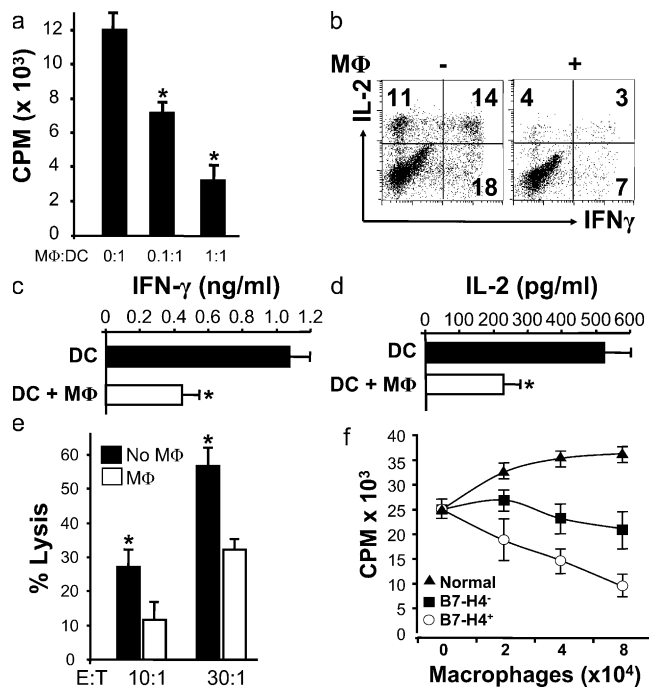 a
CPM (x 10³)
12
10
8
6
4
2
0
*
*
MΦ:DC 0:1 0.1:1 1:1
b
MΦ - +
IL-2
11 14
18
4 3
7
IFNγ
c
IFN-γ (ng/ml)
0 0.2 0.4 0.6 0.8 1.0 1.2
DC
DC + MΦ
*
d
IL-2 (pg/ml)
0 100 200 300 400 500 600
DC
DC + MΦ
*
e
% Lysis
60
50
40
30
20
10
0
No MΦ
MΦ
*
*
E:T 10:1 30:1
f
CPM x 10³
40
35
30
25
20
15
10
0
Normal
B7-H4⁻
B7-H4⁺
0 2 4 8
Macrophages (x10⁴)